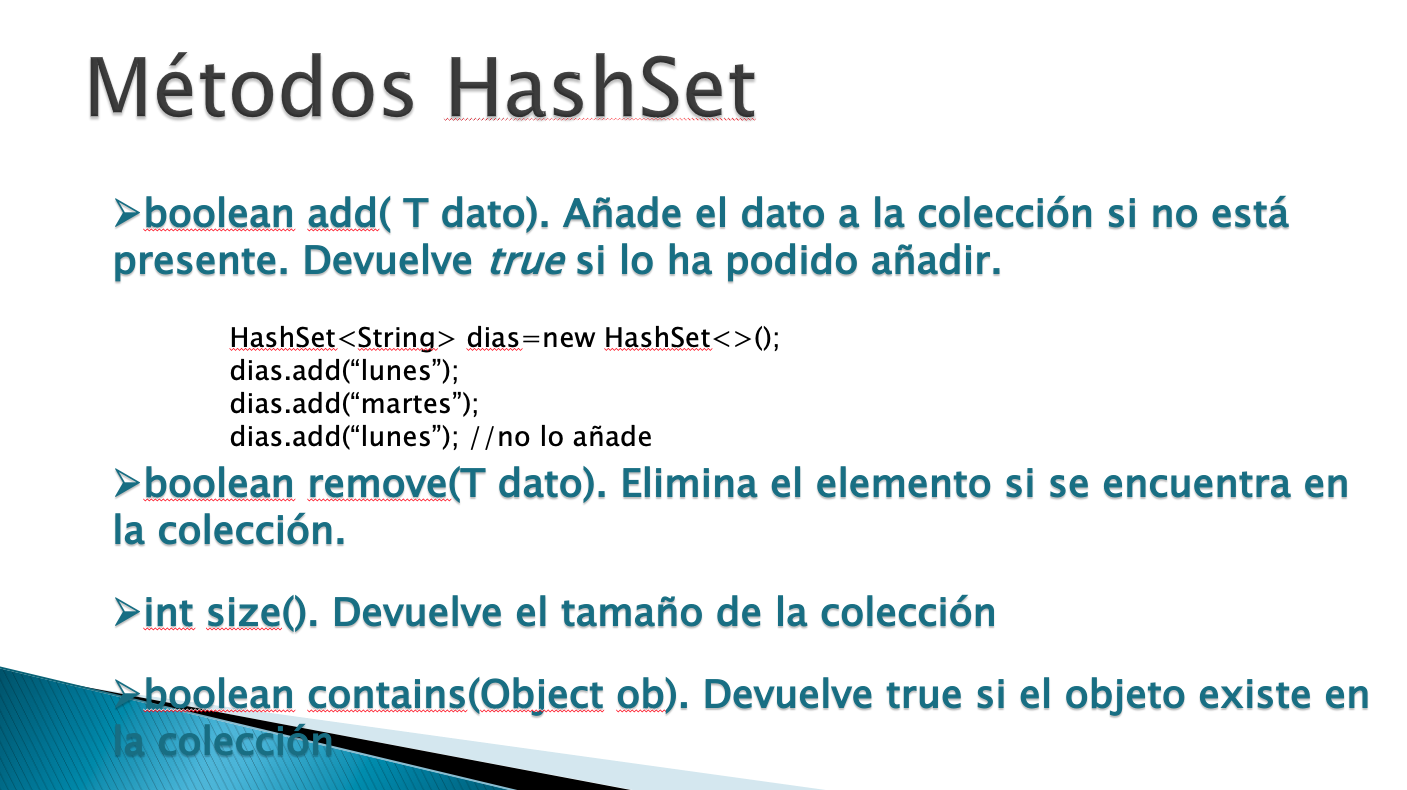 Métodos HashSet
➢boolean add( T dato). Añade el dato a la colección si no está
presente. Devuelve true si lo ha podido añadir.
HashSet<String> dias=new HashSet<>();
dias.add(“lunes”);
dias.add(“martes”);
dias.add(“lunes”); //no lo añade
➢boolean remove(T dato). Elimina el elemento si se encuentra en
la colección.
➢int size(). Devuelve el tamaño de la colección
➢boolean contains(Object ob). Devuelve true si el objeto existe en
la colección